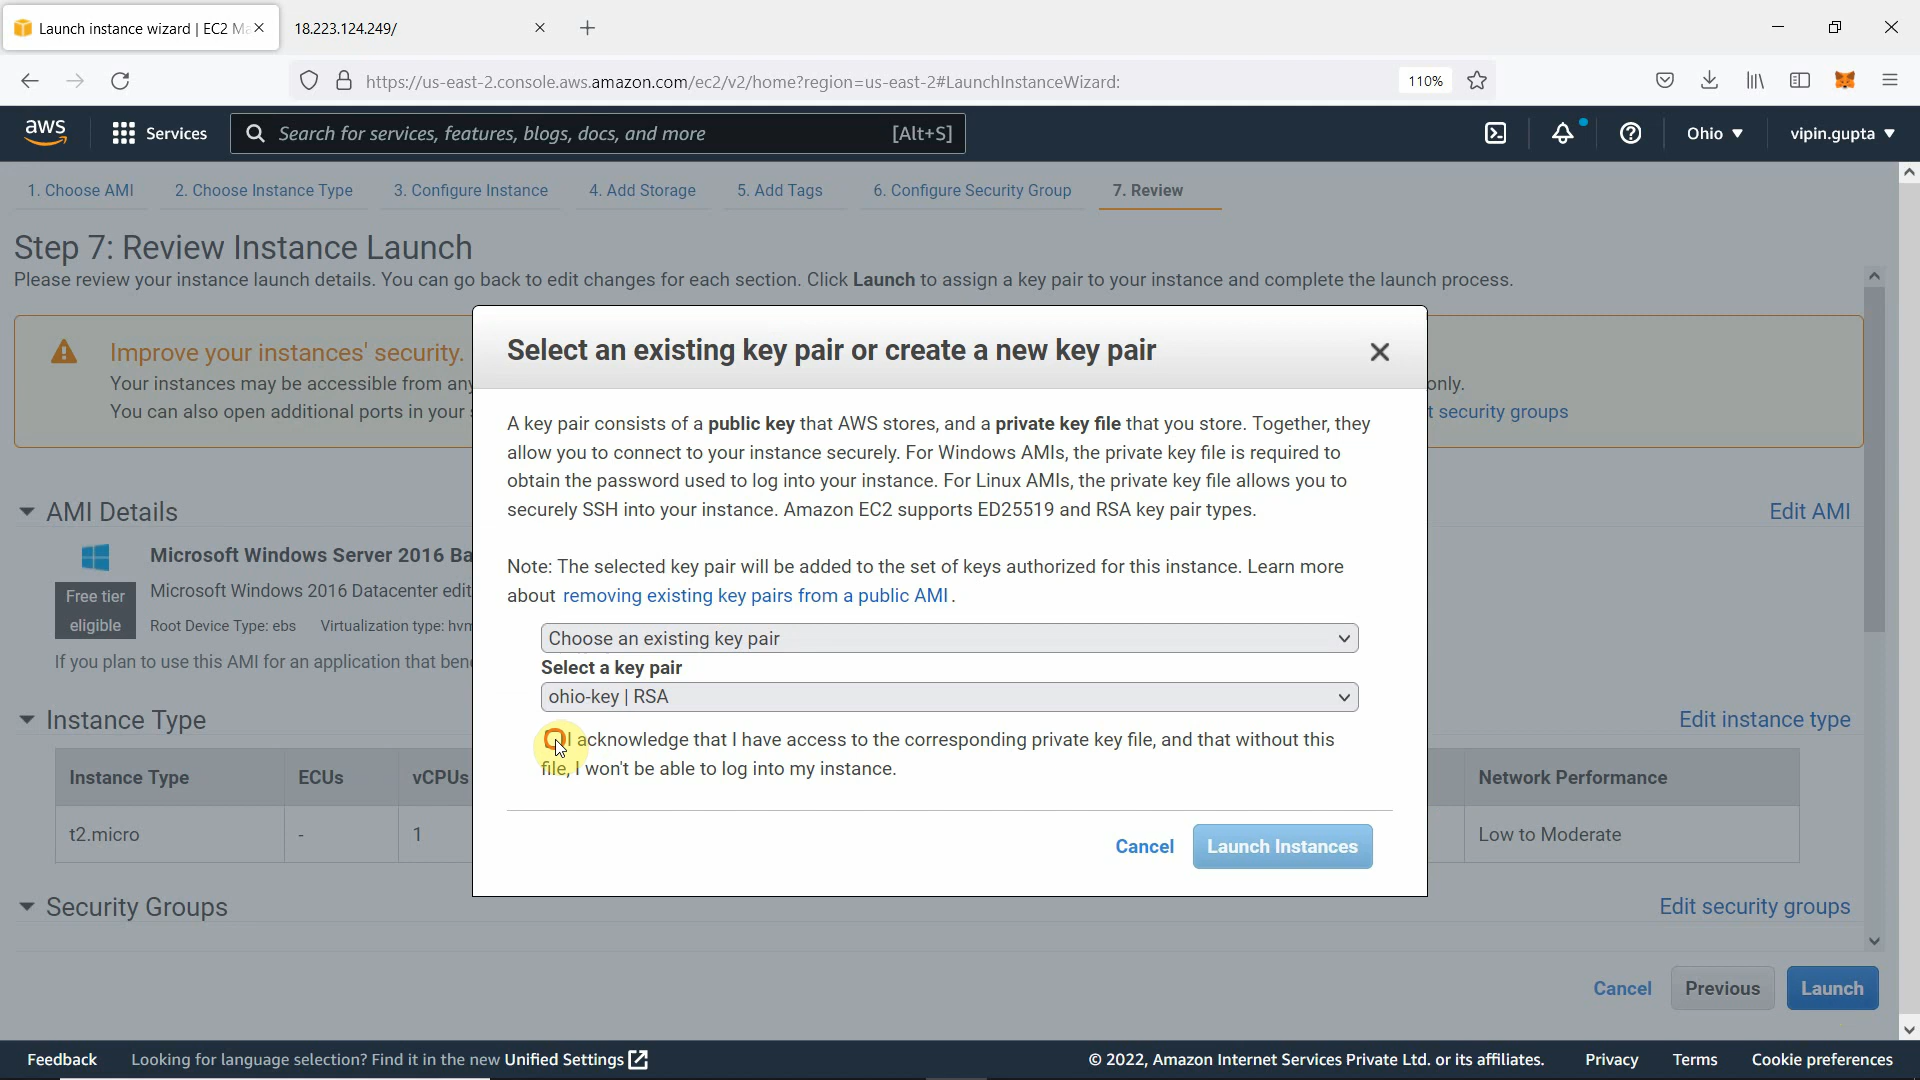 Launch instance wizard | EC2 Ma
18.223.124.249/
https://us-east-2.console.aws.amazon.com/ec2/v2/home?region=us-east-2#LaunchInstanceWizard:
110%
aws
Services
Search for services, features, blogs, docs, and more
[Alt+S]
Ohio
vipin.gupta
1. Choose AMI
2. Choose Instance Type
3. Configure Instance
4. Add Storage
5. Add Tags
6. Configure Security Group
7. Review
Step 7: Review Instance Launch
Please review your instance launch details. You can go back to edit changes for each section. Click Launch to assign a key pair to your instance and complete the launch process.
Improve your instances' security.
Your instances may be accessible from any
only.
You can also open additional ports in your
t security groups
Select an existing key pair or create a new key pair
A key pair consists of a public key that AWS stores, and a private key file that you store. Together, they
allow you to connect to your instance securely. For Windows AMIs, the private key file is required to
obtain the password used to log into your instance. For Linux AMIs, the private key file allows you to
securely SSH into your instance. Amazon EC2 supports ED25519 and RSA key pair types.
Note: The selected key pair will be added to the set of keys authorized for this instance. Learn more
about removing existing key pairs from a public AMI.
Choose an existing key pair
Select a key pair
ohio-key | RSA
I acknowledge that I have access to the corresponding private key file, and that without this
file, I won't be able to log into my instance.
Cancel
Launch Instances
AMI Details
Edit AMI
Microsoft Windows Server 2016 Ba
Free tier
eligible
Microsoft Windows 2016 Datacenter edit
Root Device Type: ebs
Virtualization type: hvm
If you plan to use this AMI for an application that bene
Instance Type
Edit instance type
Instance Type
ECUs
vCPUs
Network Performance
t2.micro
-
1
Low to Moderate
Security Groups
Edit security groups
Cancel
Previous
Launch
Feedback
Looking for language selection? Find it in the new Unified Settings
© 2022, Amazon Internet Services Private Ltd. or its affiliates.
Privacy
Terms
Cookie preferences